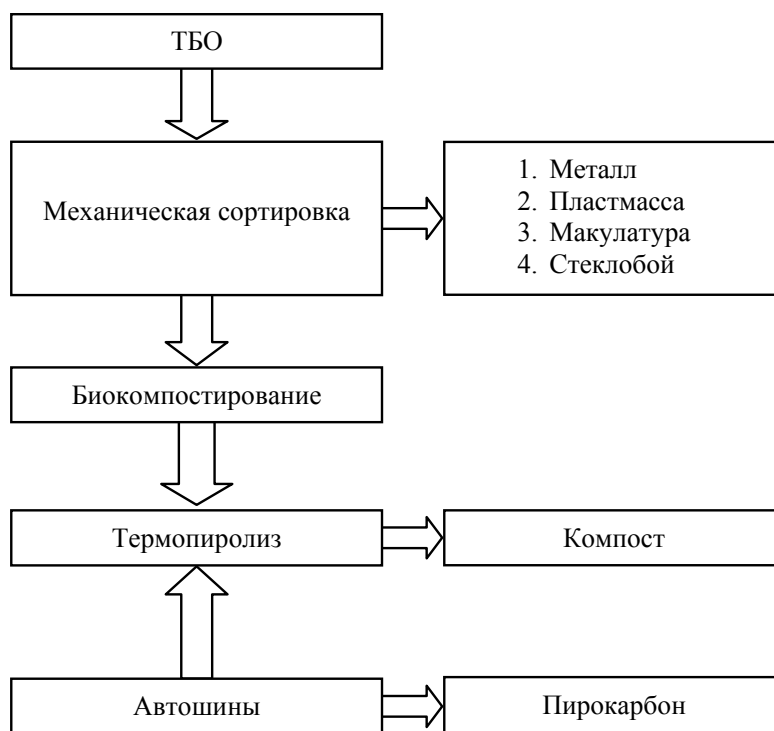 ТБО
Механическая сортировка
1. Металл
2. Пластмасса
3. Макулатура
4. Стеклобой
Биокомпостирование
Термопиролиз
Компост
Автошины
Пирокарбон